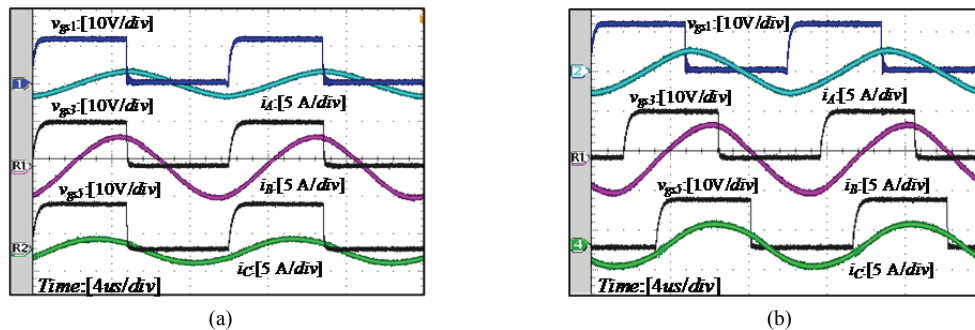 vgs1:[10V/div]
1
iA:[5 A/div]
vgs3:[10V/div]
R1
iB:[5 A/div]
vgs5:[10V/div]
R2
iC:[5 A/div]
Time:[4us/div]
(a)
vgs1:[10V/div]
2
iA:[5 A/div]
vgs3:[10V/div]
R1
iB:[5 A/div]
vgs5:[10V/div]
4
iC:[5 A/div]
Time:[4us/div]
(b)